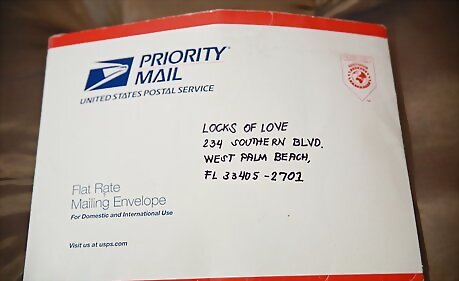 PRIORITY
MAIL
UNITED STATES POSTAL SERVICE
LOCKS OF LOVE
234 SOUTHERN BLVD.
WEST PALM BEACH,
FL 33405-2701
Flat Rate
Mailing Envelope
For Domestic and International Use
Visit us at usps.com